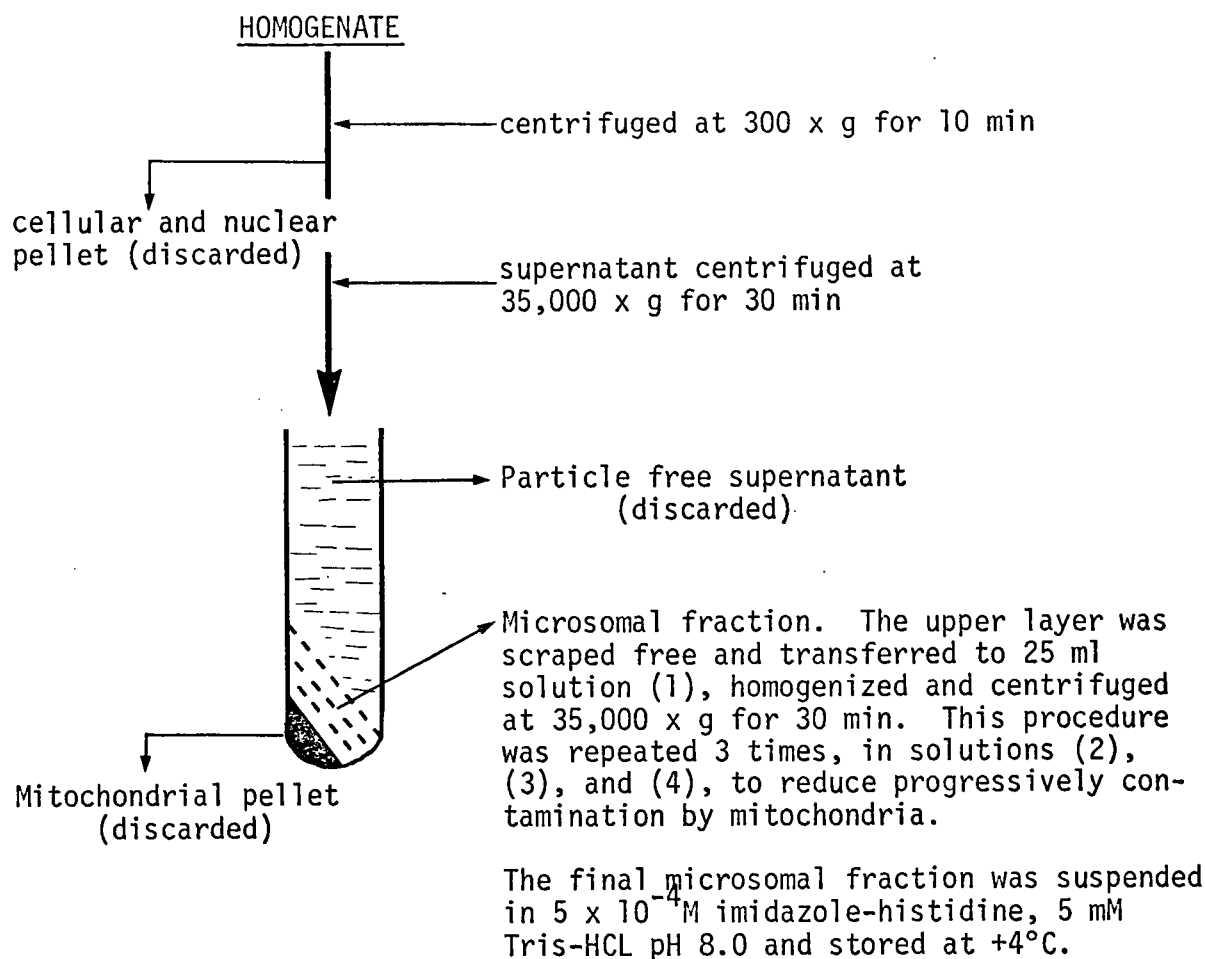 HOMOGENATE
centrifuged at 300 x g for 10 min
cellular and nuclear
pellet (discarded)
supernatant centrifuged at
35,000 x g for 30 min
Particle free supernatant
(discarded)
Microsomal fraction. The upper layer was
scraped free and transferred to 25 ml
solution (1), homogenized and centrifuged
at 35,000 x g for 30 min. This procedure
was repeated 3 times, in solutions (2),
(3), and (4), to reduce progressively con-
tamination by mitochondria.
Mitochondrial pellet
(discarded)
The final microsomal fraction was suspended
in 5 x 10⁻⁴M imidazole-histidine, 5 mM
Tris-HCL pH 8.0 and stored at +4°C.